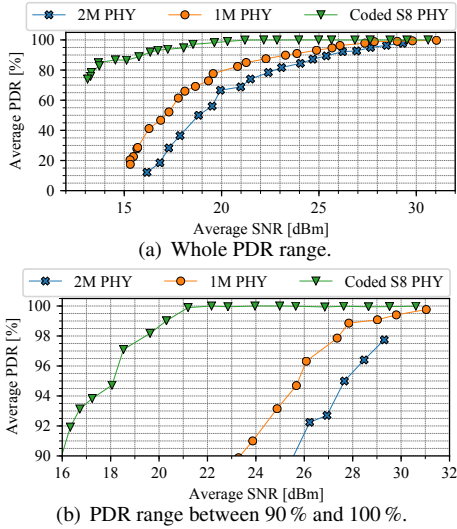 2M PHY 1M PHY Coded S8 PHY
Average PDR [%]
100
80
60
40
20
0
15 20 25 30
Average SNR [dBm]
(a) Whole PDR range.
2M PHY 1M PHY Coded S8 PHY
Average PDR [%]
100
98
96
94
92
90
16 18 20 22 24 26 28 30 32
Average SNR [dBm]
(b) PDR range between 90 % and 100 %.